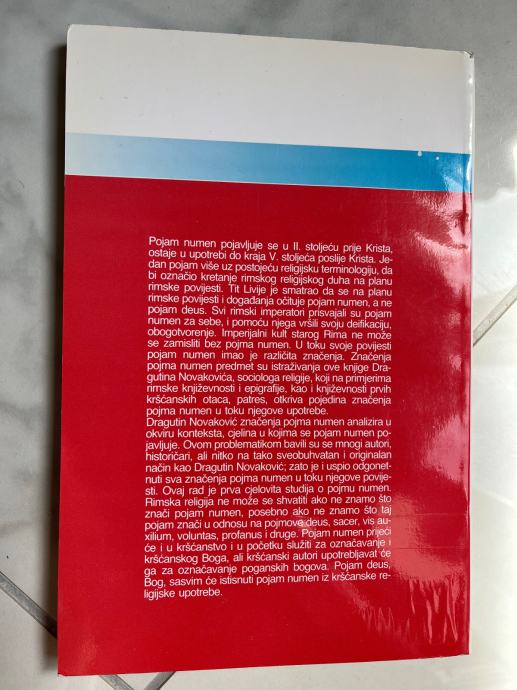 Pojam numen pojavljuje se u II. stoljeću prije Krista,
ostaje u upotrebi do kraja V. stoljeća poslije Krista. Je-
dan pojam više uz postojeću religijsku terminologiju, da
bi označio kretanje rimskog religijskog duha na planu
rimske povijesti. Tit Livije je smatrao da se na planu
rimske povijesti i događanja očituje pojam numen, a ne
pojam deus. Svi rimski imperatori prisvajali su pojam
numen za sebe, i pomoću njega vršili svoju deifikaciju,
obogotvorenje. Imperijalni kult starog Rima ne može
se zamisliti bez pojma numen. U toku svoje povijesti
pojam numen imao je različita značenja. Značenja
pojma numen predmet su istraživanja ove knjige Dra-
gutina Novakovića, sociologa religije, koji na primjerima
rimske književnosti i epigrafije, kao i književnosti prvih
kršćanskih otaca, patres, otkriva pojedina značenja
pojma numen u toku njegove upotrebe.
Dragutin Novaković značenja pojma numen analizira u
okviru konteksta, cjelina u kojima se pojam numen po-
javljuje. Ovom problematikom bavili su se mnogi autori,
historičari, ali nitko na tako sveobuhvatan i originalan
način kao Dragutin Novaković; zato je i uspio odgonet-
nuti sva značenja pojma numen u toku njegove povije-
sti. Ovaj rad je prva cjelovita studija o pojmu numen.
Rimska religija ne može se shvatiti ako ne znamo što
znači pojam numen, posebno ako ne znamo što taj
pojam znači u odnosu na pojmove deus, sacer, vis au-
xilium, voluntas, profanus i druge. Pojam numen prijeći
će i u kršćanstvo i u početku služiti za označavanje i
kršćanskog Boga, ali kršćanski autori upotrebljavat će
ga za označavanje poganskih bogova. Pojam deus,
Bog, sasvim će istisnuti pojam numen iz kršćanske re-
ligijske upotrebe.